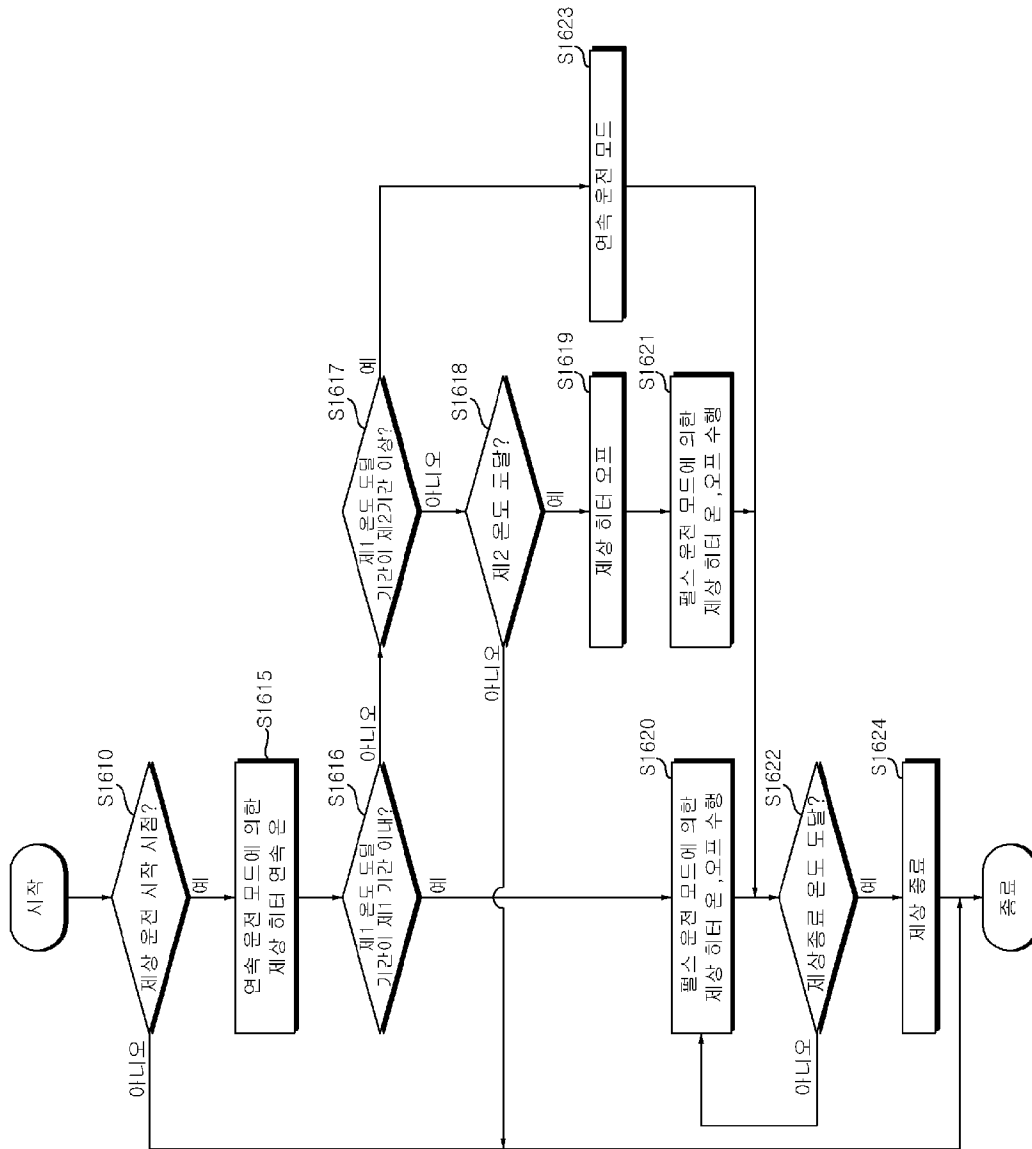 시작
S1610
제상 운전 시작 시점?
아니오
예
S1615
연속 운전 모드에 의한
제상 히터 연속 온
S1616
제1 온도 도달
기간이 제1 기간 이내?
아니오
예
S1617
제1 온도 도달
기간이 제2기간 이상?
예
아니오
S1618
제2 온도 도달?
아니오
예
S1619
제상 히터 오프
S1623
연속 운전 모드
S1620
펄스 운전 모드에 의한
제상 히터 온,오프 수행
S1621
펄스 운전 모드에 의한
제상 히터 온,오프 수행
S1622
제상종료 온도 도달?
아니오
예
S1624
제상 종료
종료